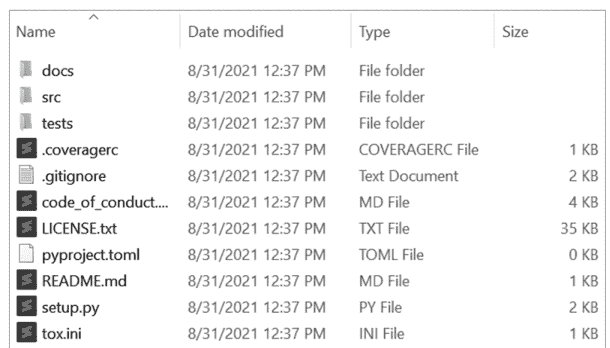 Name Date modified Type Size
docs 8/31/2021 12:37 PM File folder
src 8/31/2021 12:37 PM File folder
tests 8/31/2021 12:37 PM File folder
.coveragerc 8/31/2021 12:37 PM COVERAGERC File 1 KB
.gitignore 8/31/2021 12:37 PM Text Document 2 KB
code_of_conduct.... 8/31/2021 12:37 PM MD File 4 KB
LICENSE.txt 8/31/2021 12:37 PM TXT File 35 KB
pyproject.toml 8/31/2021 12:37 PM TOML File 0 KB
README.md 8/31/2021 12:37 PM MD File 1 KB
setup.py 8/31/2021 12:37 PM PY File 2 KB
tox.ini 8/31/2021 12:37 PM INI File 1 KB